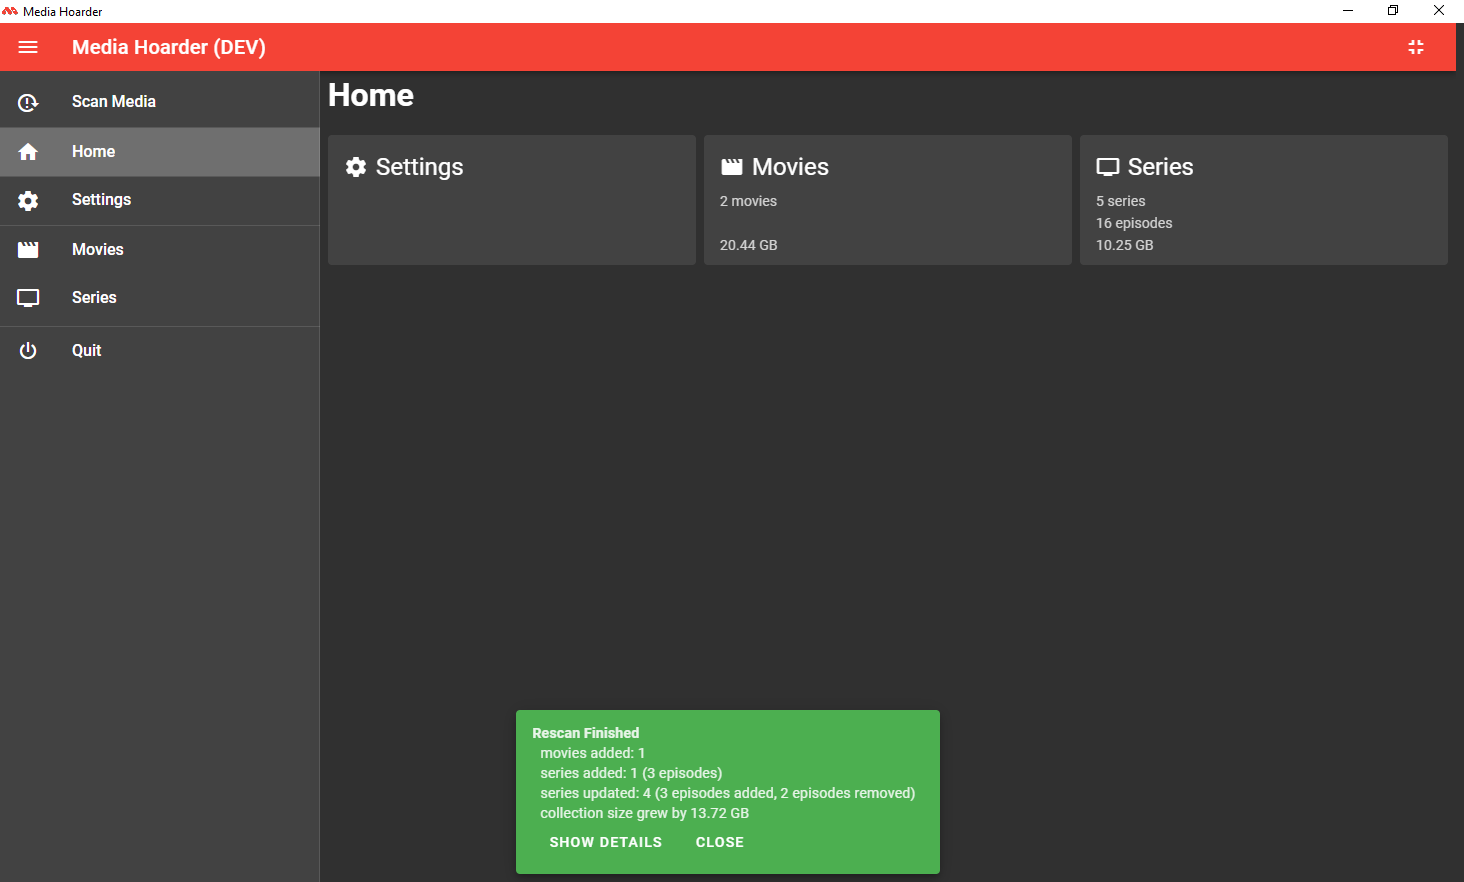 Media Hoarder
Media Hoarder (DEV)
Scan Media
Home
Settings
Movies
Series
Quit
Home
Settings
Movies
2 movies
20.44 GB
Series
5 series
16 episodes
10.25 GB
Rescan Finished
movies added: 1
series added: 1 (3 episodes)
series updated: 4 (3 episodes added, 2 episodes removed)
collection size grew by 13.72 GB
SHOW DETAILS CLOSE